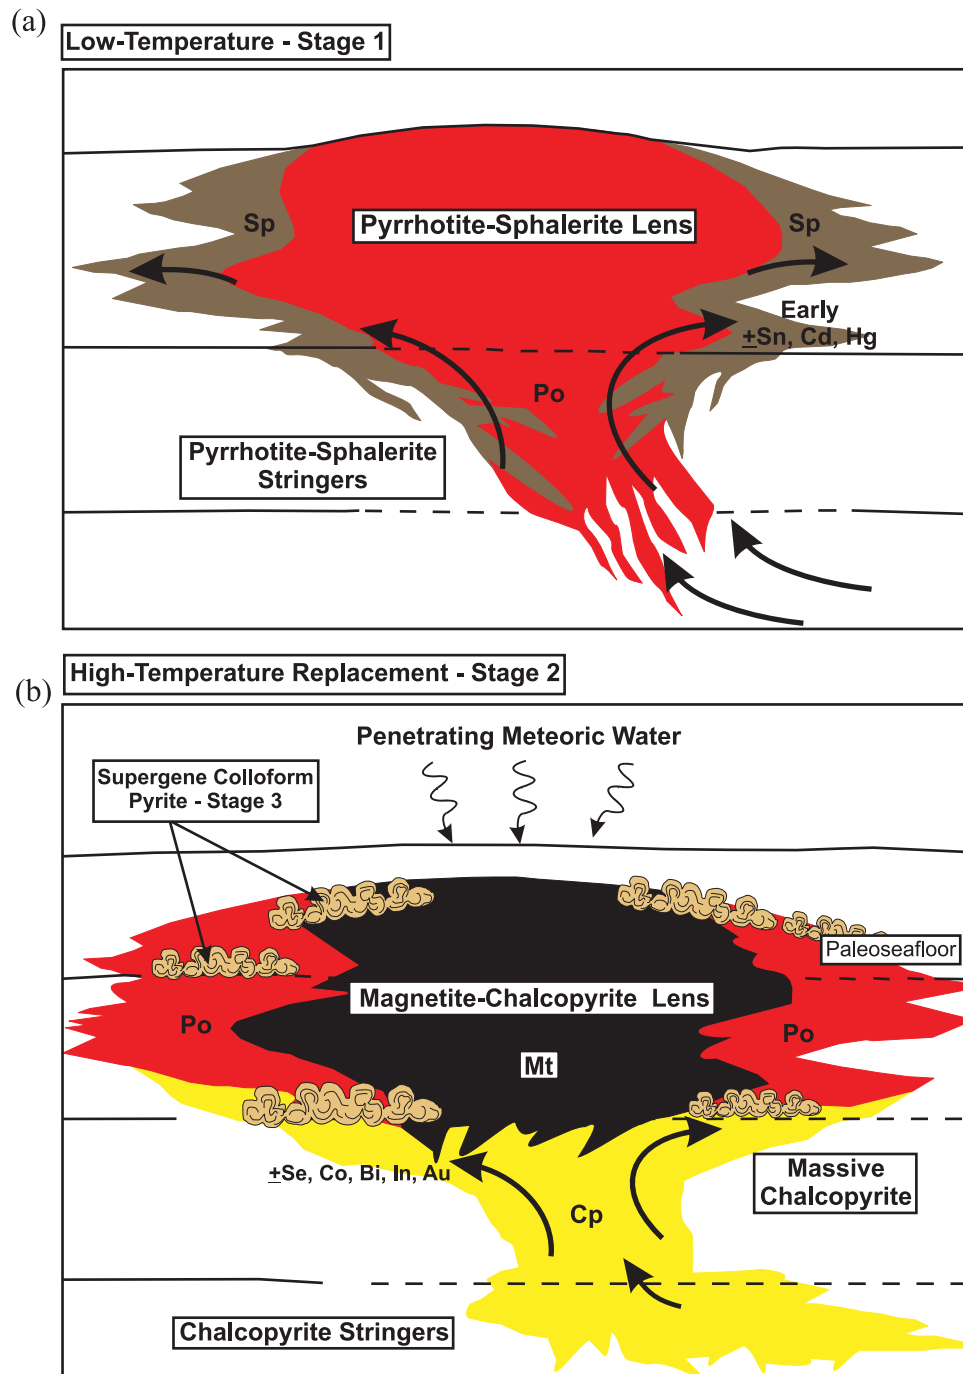 (a)
Low-Temperature - Stage 1
Sp
Pyrrhotite-Sphalerite Lens
Sp
Early
±Sn, Cd, Hg
Po
Pyrrhotite-Sphalerite
Stringers
(b)
High-Temperature Replacement - Stage 2
Penetrating Meteoric Water
Supergene Colloform
Pyrite - Stage 3
Paleoseafloor
Magnetite-Chalcopyrite Lens
Po
Po
Mt
±Se, Co, Bi, In, Au
Massive
Chalcopyrite
Cp
Chalcopyrite Stringers